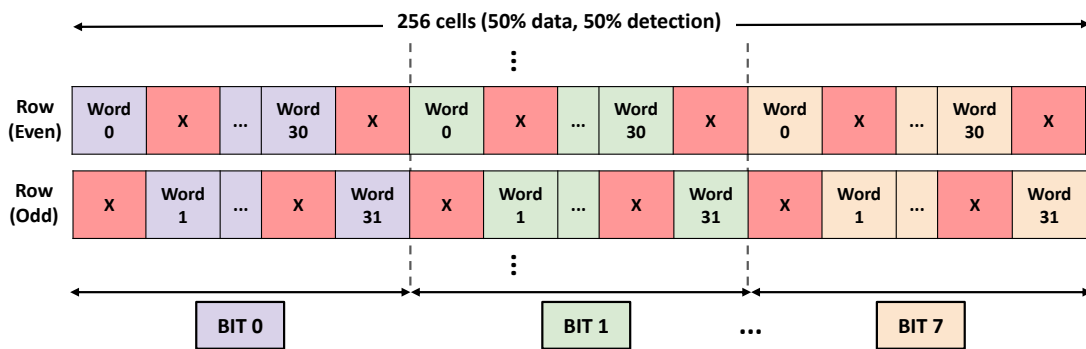 256 cells (50% data, 50% detection)
⋮
Row (Even) Word 0 X ... Word 30 X Word 0 X ... Word 30 X Word 0 X ... Word 30 X
Row (Odd) X Word 1 ... X Word 31 X Word 1 ... X Word 31 X Word 1 ... X Word 31
⋮
BIT 0 BIT 1 ... BIT 7